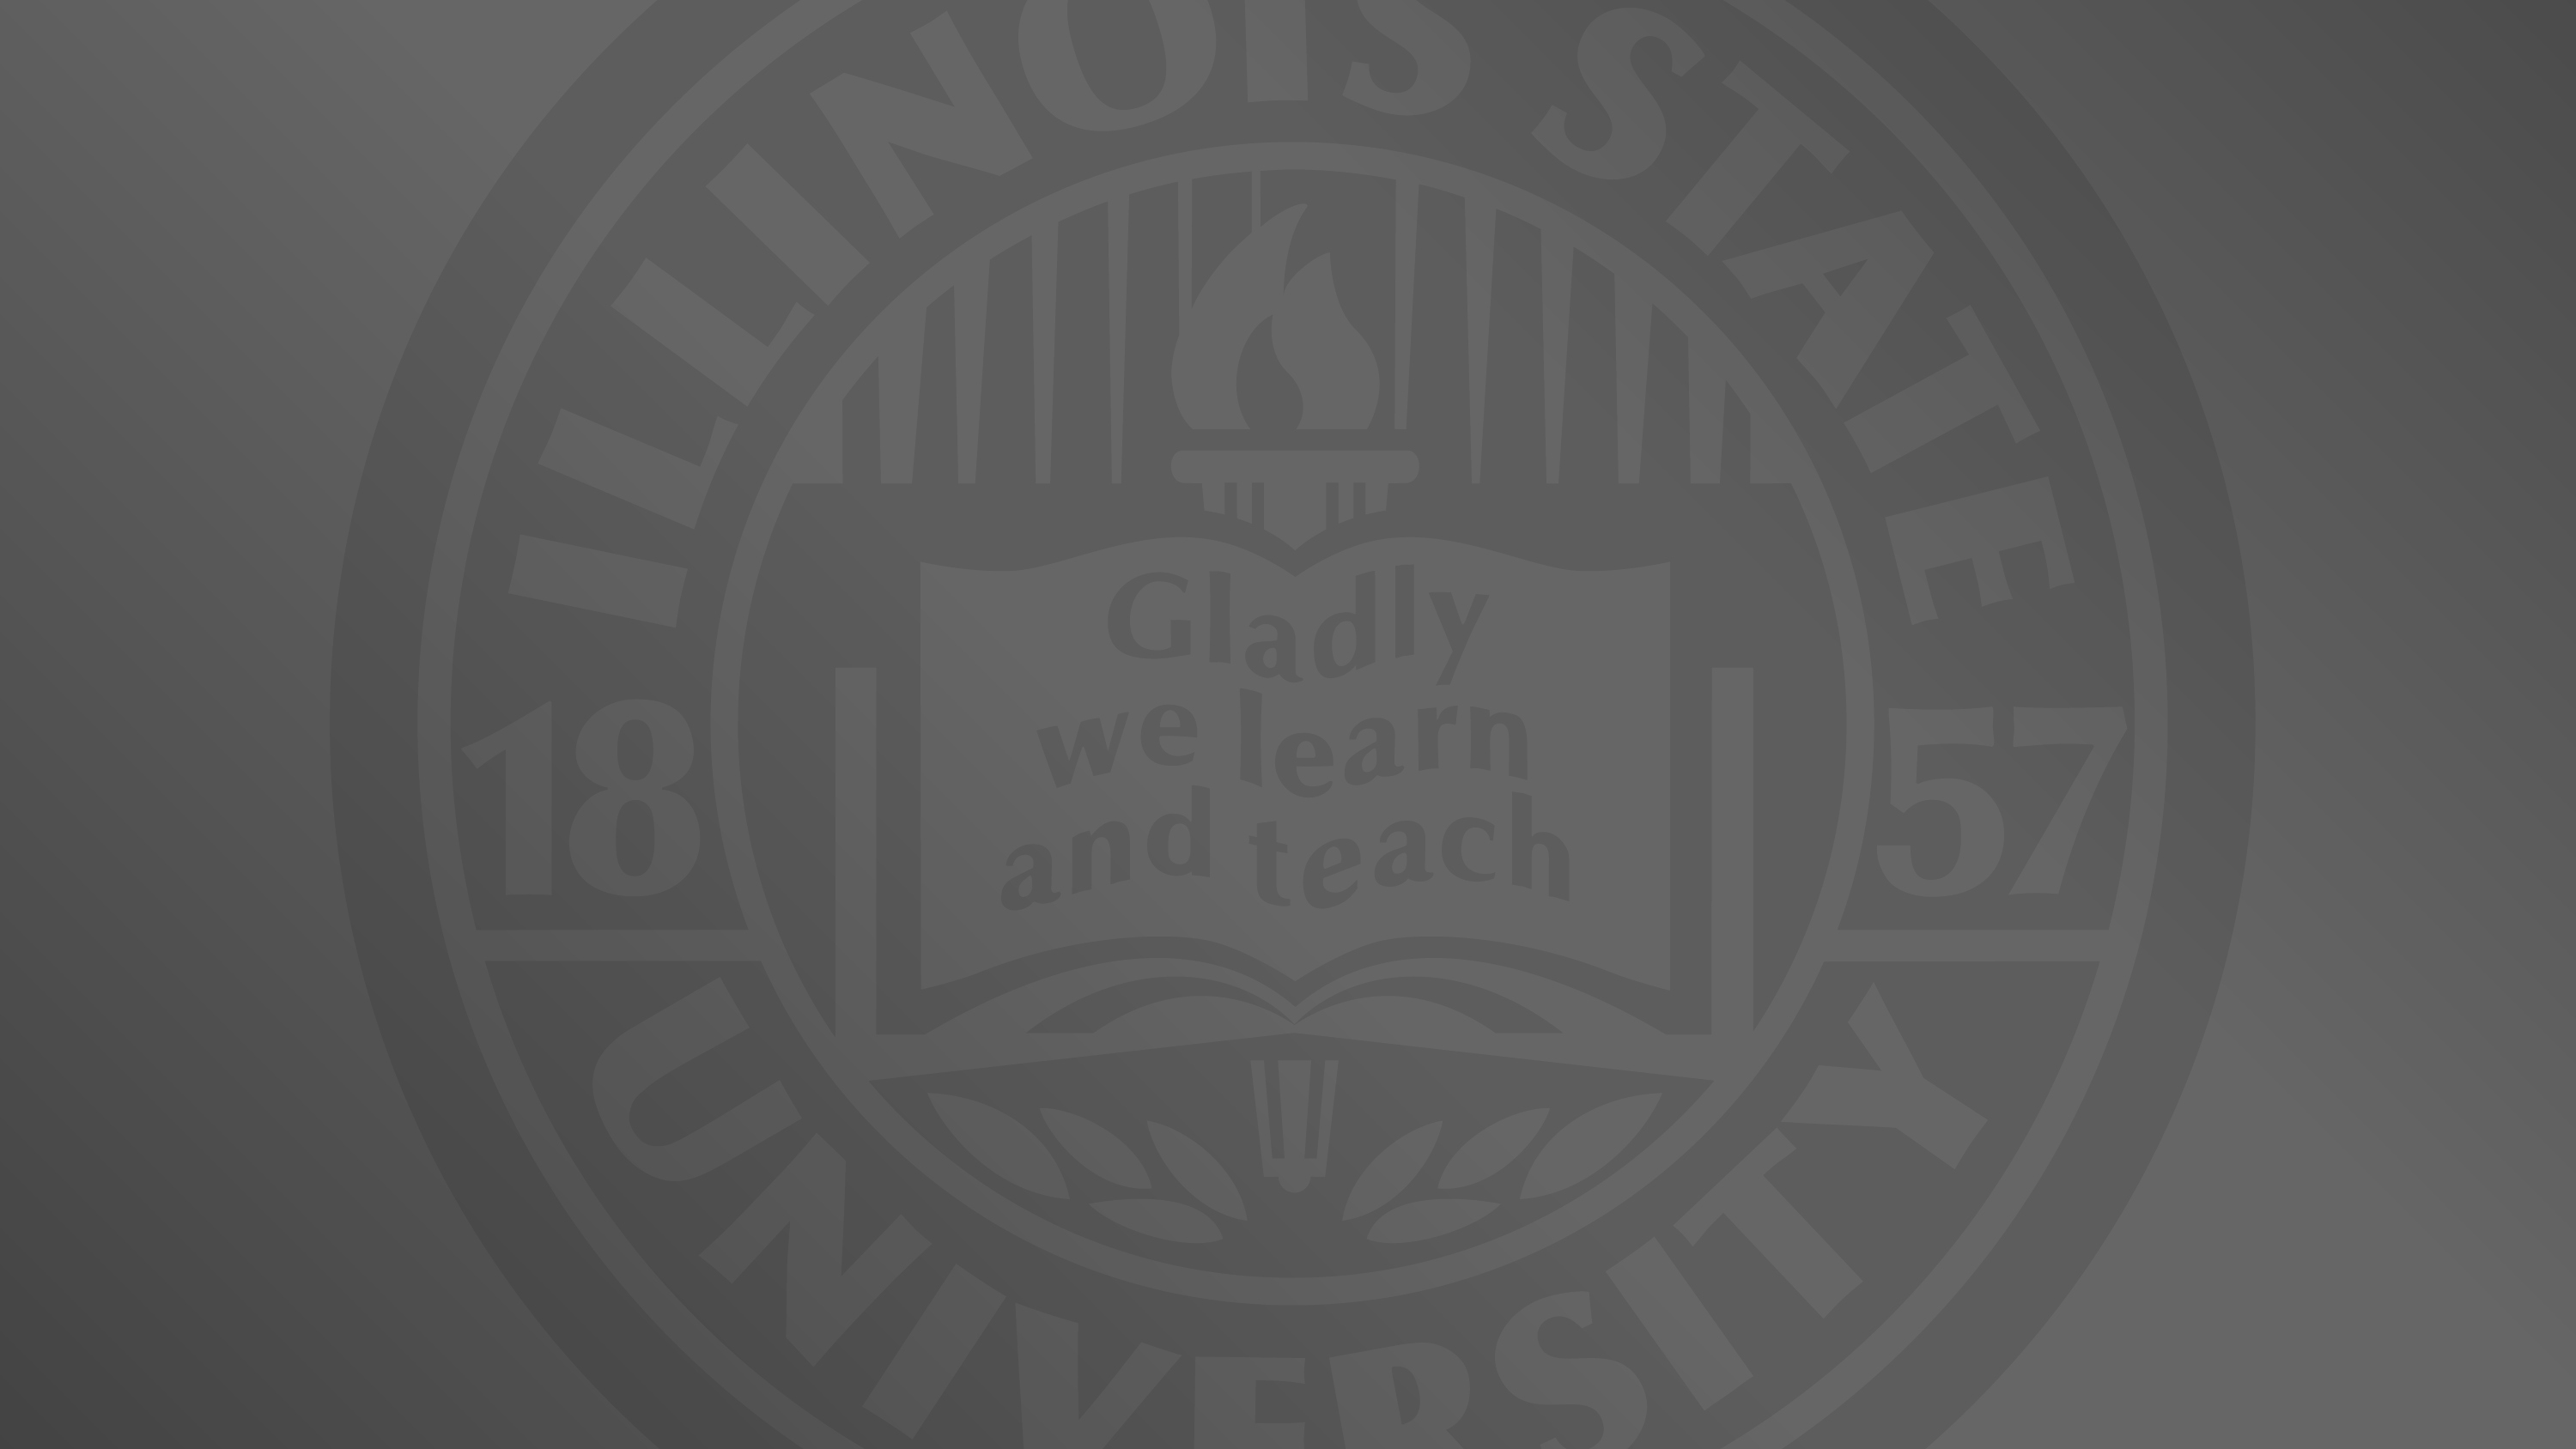 ILLINOIS STATE
18 57
Gladly
we learn
and teach
UNIVERSITY